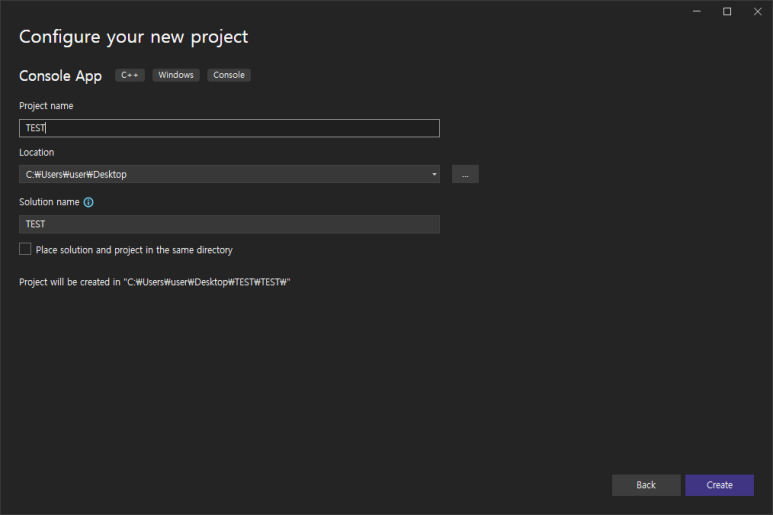 Configure your new project
Console App C++ Windows Console
Project name
TEST
Location
C:₩Users₩user₩Desktop
...
Solution name
TEST
Place solution and project in the same directory
Project will be created in "C:₩Users₩user₩Desktop₩TEST₩TEST₩"
Back Create